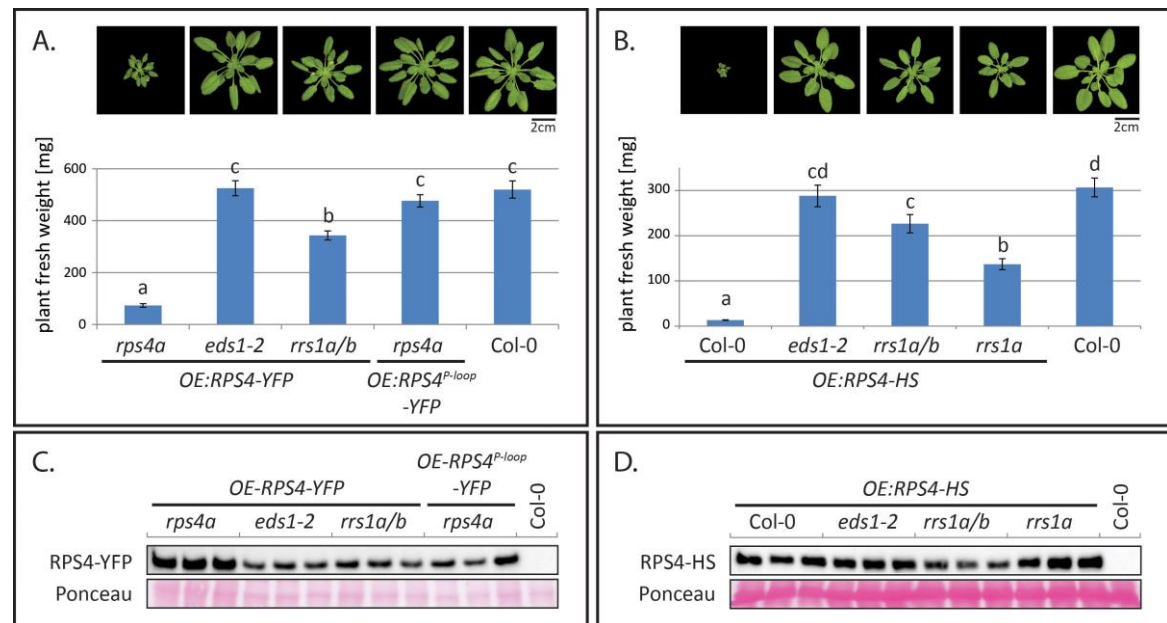 A.
2cm
plant fresh weight [mg]
600
400
200
0
a
c
b
c
c
rps4a eds1-2 rrs1a/b rps4a Col-0
OE:RPS4-YFP OE:RPS4P-loop
-YFP
B.
2cm
plant fresh weight [mg]
300
200
100
0
a
cd
c
b
d
Col-0 eds1-2 rrs1a/b rrs1a Col-0
OE:RPS4-HS
C.
OE-RPS4P-loop
OE-RPS4-YFP -YFP
rps4a eds1-2 rrs1a/b rps4a Col-0
RPS4-YFP
Ponceau
D.
OE:RPS4-HS
Col-0 eds1-2 rrs1a/b rrs1a Col-0
RPS4-HS
Ponceau